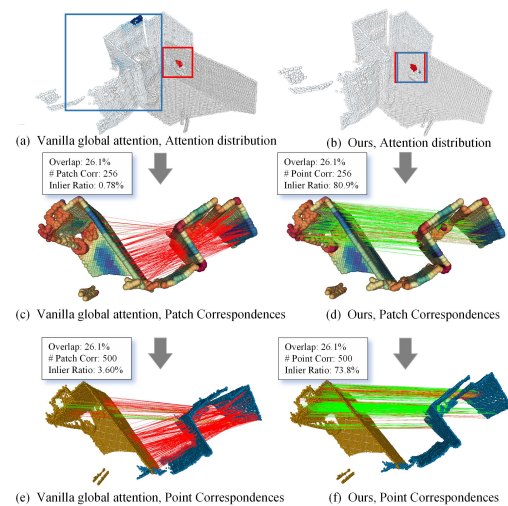 (a) Vanilla global attention, Attention distribution
(b) Ours, Attention distribution
Overlap: 26.1%
# Patch Corr: 256
Inlier Ratio: 0.78%
Overlap: 26.1%
# Point Corr: 256
Inlier Ratio: 80.9%
(c) Vanilla global attention, Patch Correspondences
(d) Ours, Patch Correspondences
Overlap: 26.1%
# Patch Corr: 500
Inlier Ratio: 3.60%
Overlap: 26.1%
# Point Corr: 500
Inlier Ratio: 73.8%
(e) Vanilla global attention, Point Correspondences
(f) Ours, Point Correspondences